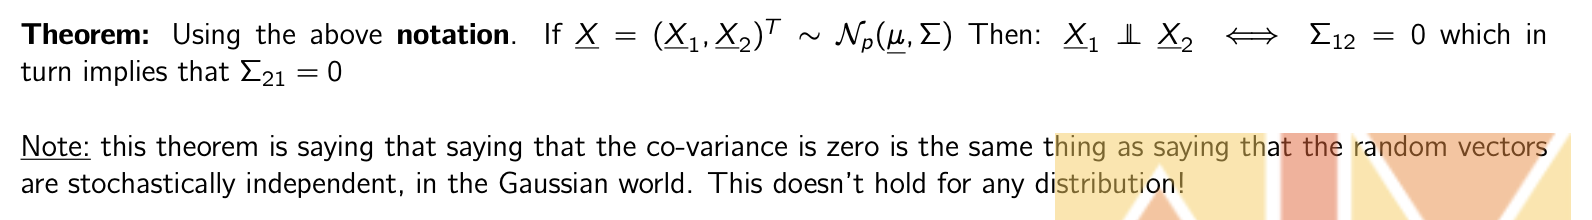 Theorem: Using the above notation. If X = (X₁, X₂)ᵀ ∼ 𝒩ₚ(μ, Σ) Then: X₁ ⫫ X₂ ⟺ Σ₁₂ = 0 which in
turn implies that Σ₂₁ = 0
Note: this theorem is saying that saying that the co-variance is zero is the same thing as saying that the random vectors
are stochastically independent, in the Gaussian world. This doesn't hold for any distribution!